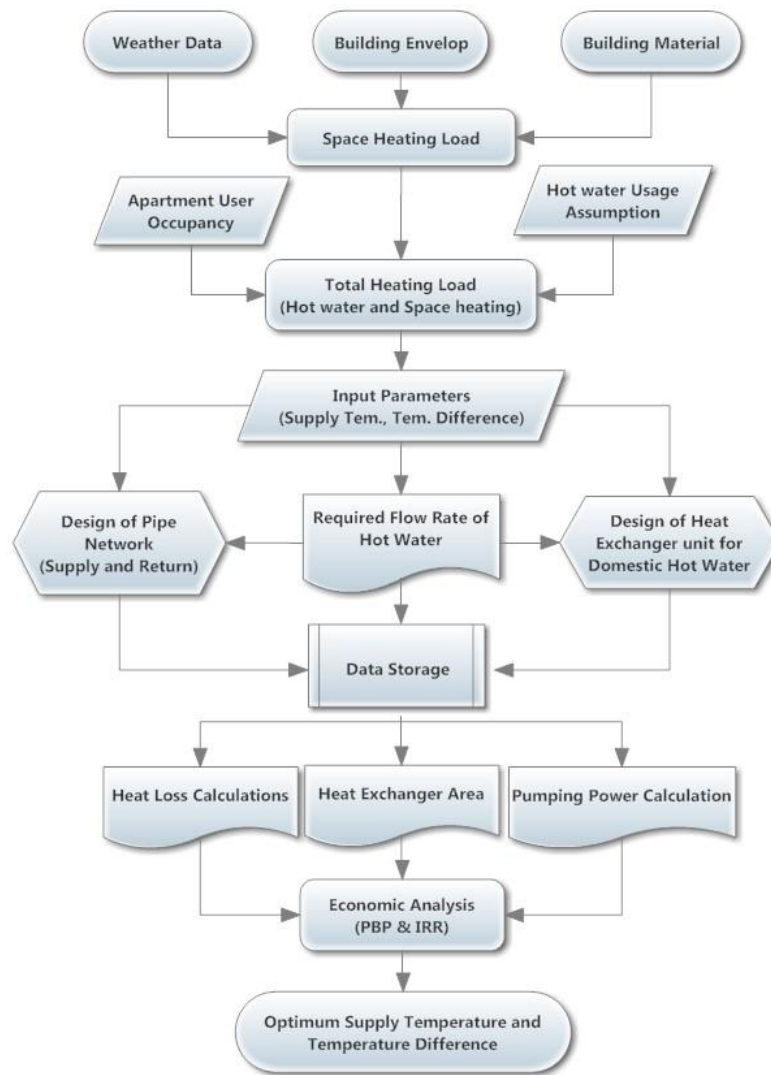 Weather Data
Building Envelop
Building Material
Space Heating Load
Apartment User
Occupancy
Hot water Usage
Assumption
Total Heating Load
(Hot water and Space heating)
Input Parameters
(Supply Tem., Tem. Difference)
Design of Pipe
Network
(Supply and Return)
Required Flow Rate of
Hot Water
Design of Heat
Exchanger unit for
Domestic Hot Water
Data Storage
Heat Loss Calculations
Heat Exchanger Area
Pumping Power Calculation
Economic Analysis
(PBP & IRR)
Optimum Supply Temperature and
Temperature Difference